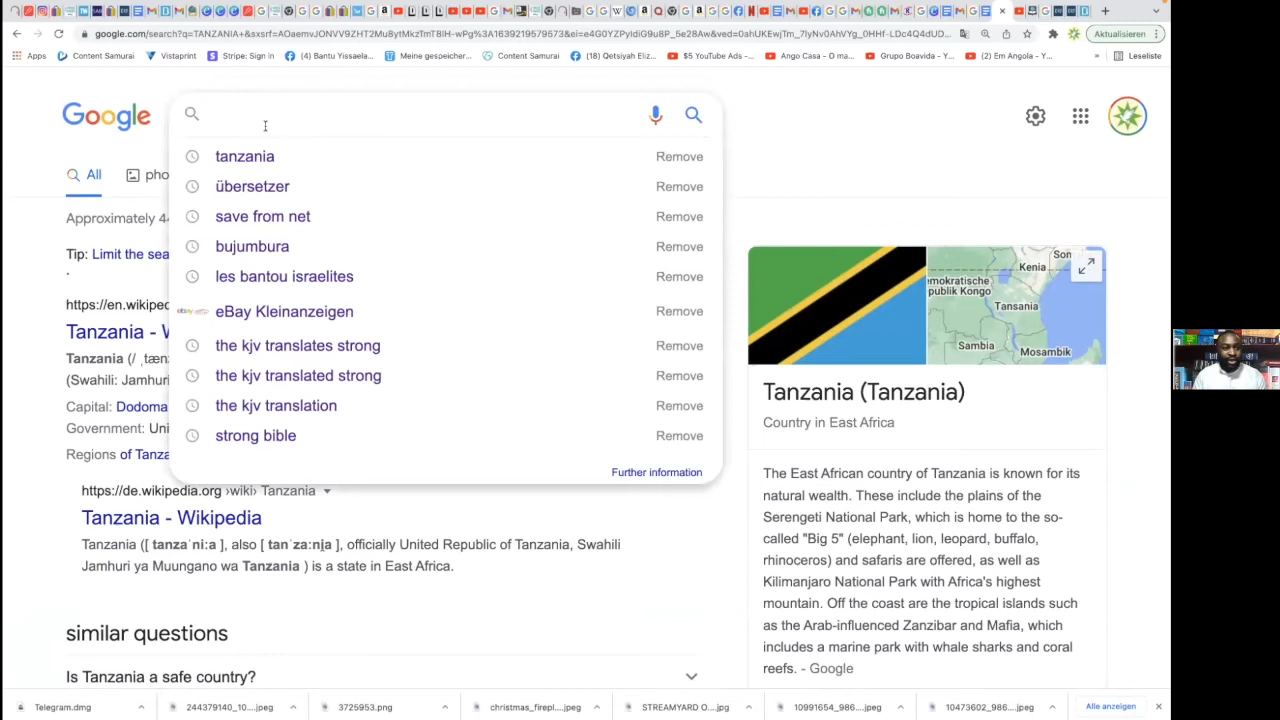 google.com/search?q=TANZANIA+&sxsrf=AOaemvJONVV9ZHT2Mu8ytMkzTmT8IH-wPg%3A1639219579573&ei=e4G0YZPyIdiG9u8P_5e28Aw&ved=0ahUKEwjTm_7IyNv0AhVYg_0HHf-LDc4Q4dUD...
Aktualisieren
Apps
Content Samurai
Vistaprint
Stripe: Sign in
(4) Bantu Yissaela...
Meine gespeicher...
Content Samurai
(18) Qetsiyah Eliz...
$5 YouTube Ads -...
Ango Casa - O ma...
Grupo Boavida - Y...
(2) Em Angola - Y...
»
Leseliste
Google
tanzania Remove
übersetzer Remove
save from net Remove
bujumbura Remove
les bantou israelites Remove
eBay Kleinanzeigen Remove
the kjv translates strong Remove
the kjv translated strong Remove
the kjv translation Remove
strong bible Remove
Further information
All
pho
Approximately 44
Tip: Limit the sea
.
https://en.wikipe
Tanzania - W
Tanzania (/ ˌtæn
(Swahili: Jamhuri
Capital: Dodoma
Government: Uni
Regions of Tanza
https://de.wikipedia.org › wiki › Tanzania
Tanzania - Wikipedia
Tanzania ([ tanzaˈniːa ], also [ tanˈzaːni̯a ], officially United Republic of Tanzania, Swahili
Jamhuri ya Muungano wa Tanzania ) is a state in East Africa.
similar questions
Is Tanzania a safe country?
Son
Kenia
demokratische
publik Kongo
Tansania
Sambia
Mosambik
Tanzania (Tanzania)
Country in East Africa
The East African country of Tanzania is known for its
natural wealth. These include the plains of the
Serengeti National Park, which is home to the so-
called "Big 5" (elephant, lion, leopard, buffalo,
rhinoceros) and safaris are offered, as well as
Kilimanjaro National Park with Africa's highest
mountain. Off the coast are the tropical islands such
as the Arab-influenced Zanzibar and Mafia, which
includes a marine park with whale sharks and coral
reefs. - Google
Telegram.dmg
244379140_10....jpeg
3725953.png
christmas_firepl....jpeg
STREAMYARD O....jpg
10991654_986....jpeg
10473602_986....jpeg
Alle anzeigen